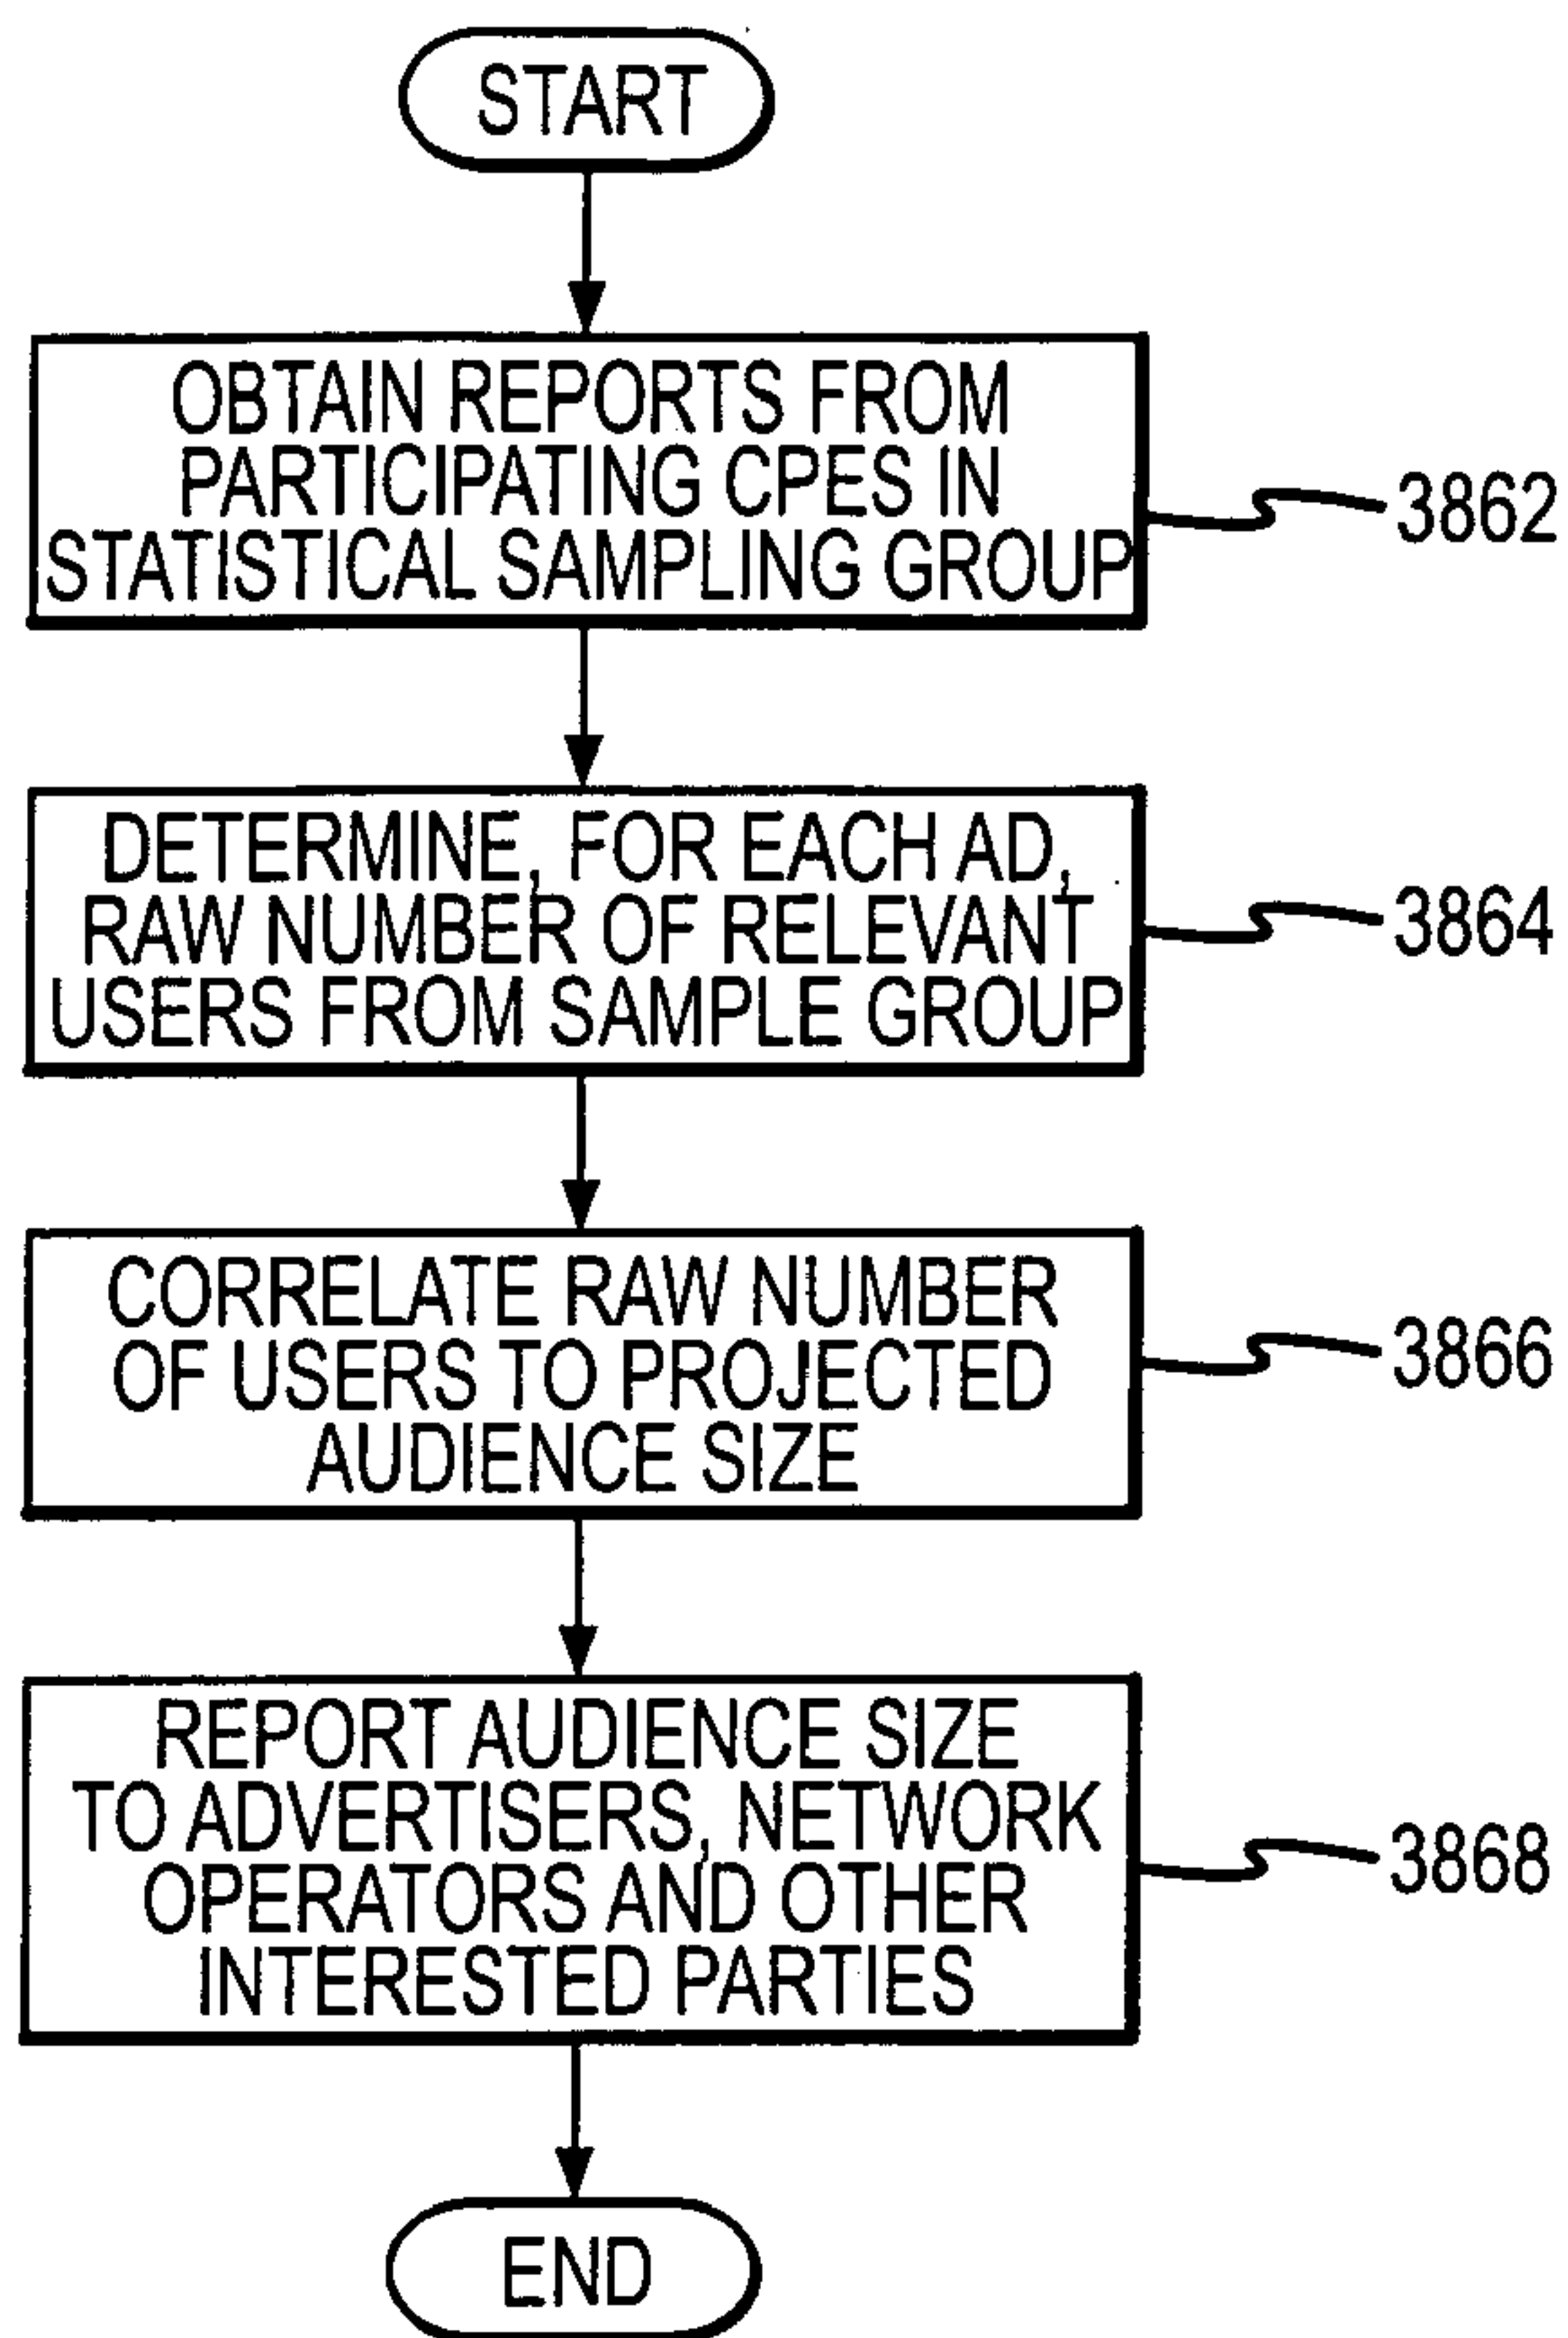 START
OBTAIN REPORTS FROM
PARTICIPATING CPES IN
STATISTICAL SAMPLING GROUP
3862
DETERMINE, FOR EACH AD,
RAW NUMBER OF RELEVANT
USERS FROM SAMPLE GROUP
3864
CORRELATE RAW NUMBER
OF USERS TO PROJECTED
AUDIENCE SIZE
3866
REPORT AUDIENCE SIZE
TO ADVERTISERS, NETWORK
OPERATORS AND OTHER
INTERESTED PARTIES
3868
END